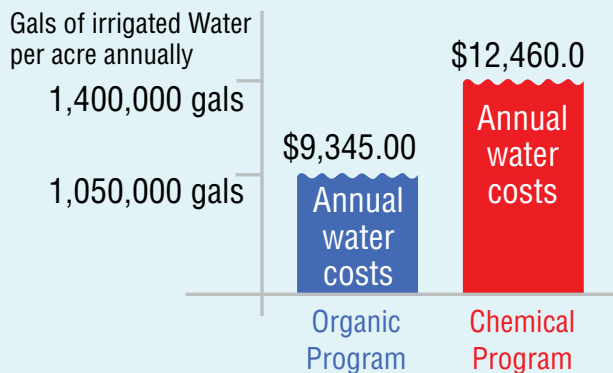 Gals of irrigated Water
per acre annually
$12,460.0
1,400,000 gals
Annual
water
costs
$9,345.00
1,050,000 gals
Annual
water
costs
Organic
Program
Chemical
Program